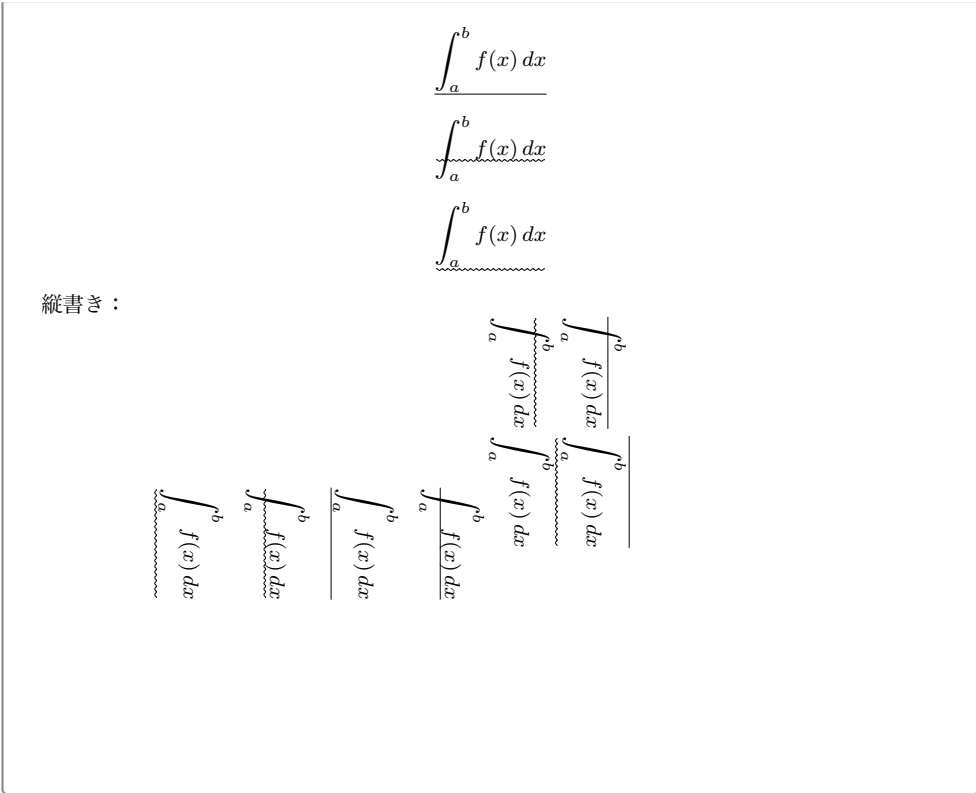 ∫_a^b f(x) dx
∫_a^b f(x) dx
∫_a^b f(x) dx
縦書き：
∫_a^b f(x) dx
∫_a^b f(x) dx
∫_a^b f(x) dx
∫_a^b f(x) dx
∫_a^b f(x) dx
∫_a^b f(x) dx
∫_a^b f(x) dx
∫_a^b f(x) dx